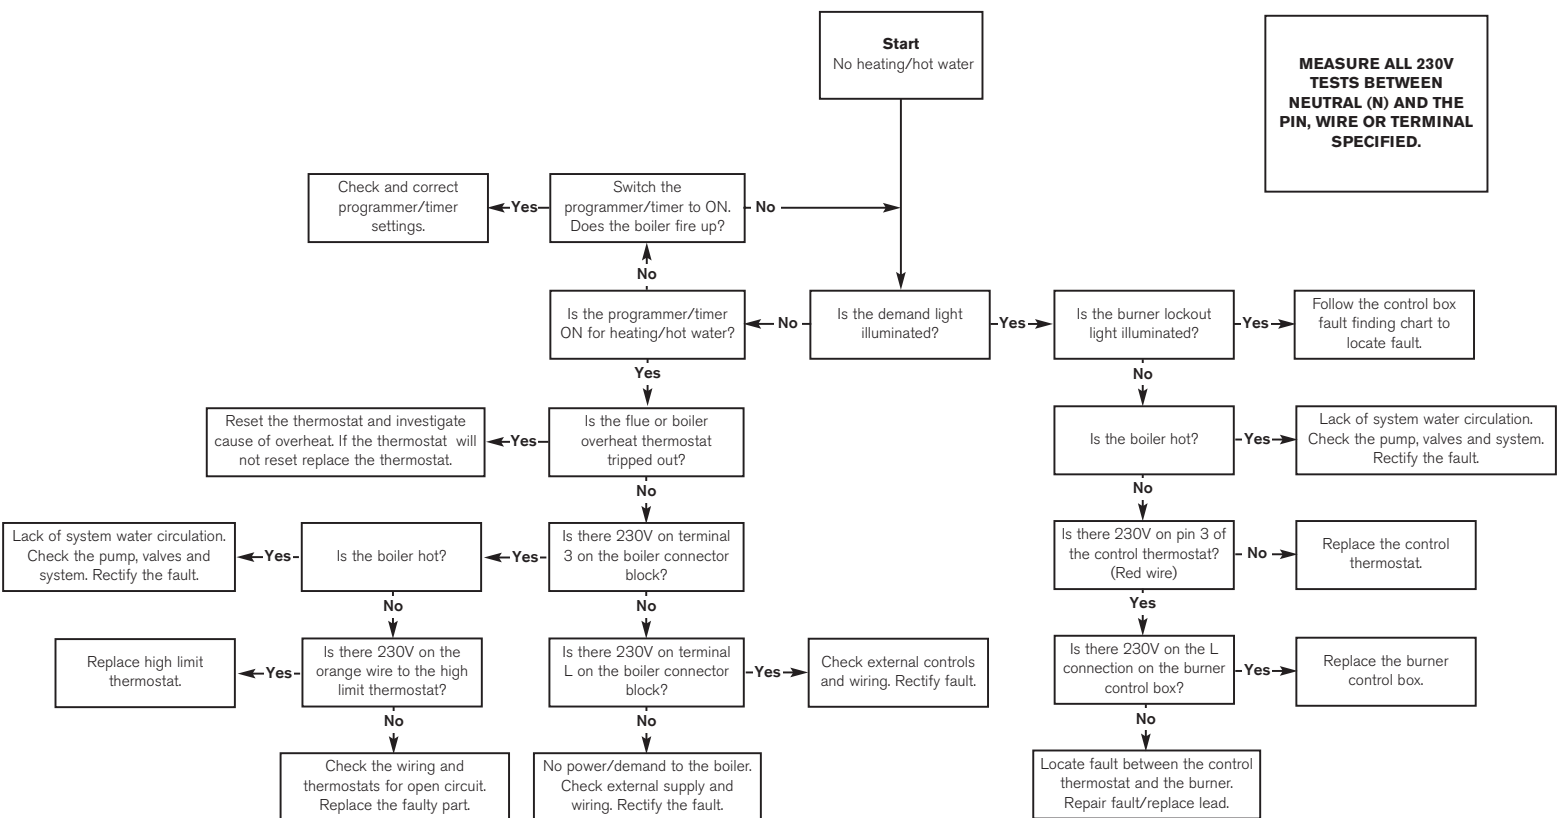 Start
No heating/hot water
MEASURE ALL 230V
TESTS BETWEEN
NEUTRAL (N) AND THE
PIN, WIRE OR TERMINAL
SPECIFIED.
Check and correct
programmer/timer
settings.
Yes
Switch the
programmer/timer to ON.
Does the boiler fire up?
No
No
Is the programmer/timer
ON for heating/hot water?
No
Is the demand light
illuminated?
Yes
Is the burner lockout
light illuminated?
Yes
Follow the control box
fault finding chart to
locate fault.
Yes
No
Reset the thermostat and investigate
cause of overheat. If the thermostat will
not reset replace the thermostat.
Yes
Is the flue or boiler
overheat thermostat
tripped out?
Is the boiler hot?
Yes
Lack of system water circulation.
Check the pump, valves and system.
Rectify the fault.
No
No
Lack of system water circulation.
Check the pump, valves and
system. Rectify the fault.
Yes
Is the boiler hot?
Yes
Is there 230V on terminal
3 on the boiler connector
block?
Is there 230V on pin 3 of
the control thermostat?
(Red wire)
No
Replace the control
thermostat.
No
No
Yes
Replace high limit
thermostat.
Yes
Is there 230V on the
orange wire to the high
limit thermostat?
Is there 230V on terminal
L on the boiler connector
block?
Yes
Check external controls
and wiring. Rectify fault.
Is there 230V on the L
connection on the burner
control box?
Yes
Replace the burner
control box.
No
No
No
Check the wiring and
thermostats for open circuit.
Replace the faulty part.
No power/demand to the boiler.
Check external supply and
wiring. Rectify the fault.
Locate fault between the control
thermostat and the burner.
Repair fault/replace lead.